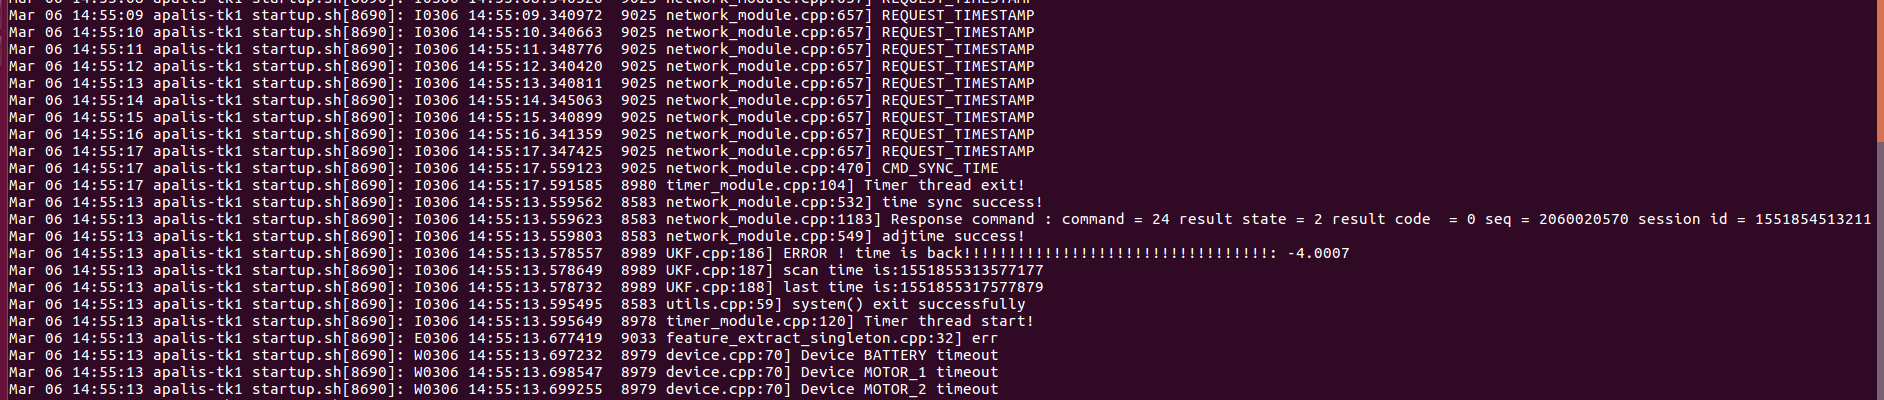 Mar 06 14:55:09 apalis-tk1 startup.sh[8690]: I0306 14:55:09.340972  9025 network_module.cpp:657] REQUEST_TIMESTAMP
Mar 06 14:55:10 apalis-tk1 startup.sh[8690]: I0306 14:55:10.340663  9025 network_module.cpp:657] REQUEST_TIMESTAMP
Mar 06 14:55:11 apalis-tk1 startup.sh[8690]: I0306 14:55:11.348776  9025 network_module.cpp:657] REQUEST_TIMESTAMP
Mar 06 14:55:12 apalis-tk1 startup.sh[8690]: I0306 14:55:12.340420  9025 network_module.cpp:657] REQUEST_TIMESTAMP
Mar 06 14:55:13 apalis-tk1 startup.sh[8690]: I0306 14:55:13.340811  9025 network_module.cpp:657] REQUEST_TIMESTAMP
Mar 06 14:55:14 apalis-tk1 startup.sh[8690]: I0306 14:55:14.345063  9025 network_module.cpp:657] REQUEST_TIMESTAMP
Mar 06 14:55:15 apalis-tk1 startup.sh[8690]: I0306 14:55:15.340899  9025 network_module.cpp:657] REQUEST_TIMESTAMP
Mar 06 14:55:16 apalis-tk1 startup.sh[8690]: I0306 14:55:16.341359  9025 network_module.cpp:657] REQUEST_TIMESTAMP
Mar 06 14:55:17 apalis-tk1 startup.sh[8690]: I0306 14:55:17.347425  9025 network_module.cpp:657] REQUEST_TIMESTAMP
Mar 06 14:55:17 apalis-tk1 startup.sh[8690]: I0306 14:55:17.559123  9025 network_module.cpp:470] CMD_SYNC_TIME
Mar 06 14:55:17 apalis-tk1 startup.sh[8690]: I0306 14:55:17.591585  8980 timer_module.cpp:104] Timer thread exit!
Mar 06 14:55:13 apalis-tk1 startup.sh[8690]: I0306 14:55:13.559562  8583 network_module.cpp:532] time sync success!
Mar 06 14:55:13 apalis-tk1 startup.sh[8690]: I0306 14:55:13.559623  8583 network_module.cpp:1183] Response command : command = 24 result state = 2 result code  = 0 seq = 2060020570 session id = 1551854513211
Mar 06 14:55:13 apalis-tk1 startup.sh[8690]: I0306 14:55:13.559803  8583 network_module.cpp:549] adjtime success!
Mar 06 14:55:13 apalis-tk1 startup.sh[8690]: I0306 14:55:13.578557  8989 UKF.cpp:186] ERROR ! time is back!!!!!!!!!!!!!!!!!!!!!!!!!!!!!!!!!!: -4.0007
Mar 06 14:55:13 apalis-tk1 startup.sh[8690]: I0306 14:55:13.578649  8989 UKF.cpp:187] scan time is:1551855313577177
Mar 06 14:55:13 apalis-tk1 startup.sh[8690]: I0306 14:55:13.578732  8989 UKF.cpp:188] last time is:1551855317577879
Mar 06 14:55:13 apalis-tk1 startup.sh[8690]: I0306 14:55:13.595495  8583 utils.cpp:59] system() exit successfully
Mar 06 14:55:13 apalis-tk1 startup.sh[8690]: I0306 14:55:13.595649  8978 timer_module.cpp:120] Timer thread start!
Mar 06 14:55:13 apalis-tk1 startup.sh[8690]: E0306 14:55:13.677419  9033 feature_extract_singleton.cpp:32] err
Mar 06 14:55:13 apalis-tk1 startup.sh[8690]: W0306 14:55:13.697232  8979 device.cpp:70] Device BATTERY timeout
Mar 06 14:55:13 apalis-tk1 startup.sh[8690]: W0306 14:55:13.698547  8979 device.cpp:70] Device MOTOR_1 timeout
Mar 06 14:55:13 apalis-tk1 startup.sh[8690]: W0306 14:55:13.699255  8979 device.cpp:70] Device MOTOR_2 timeout